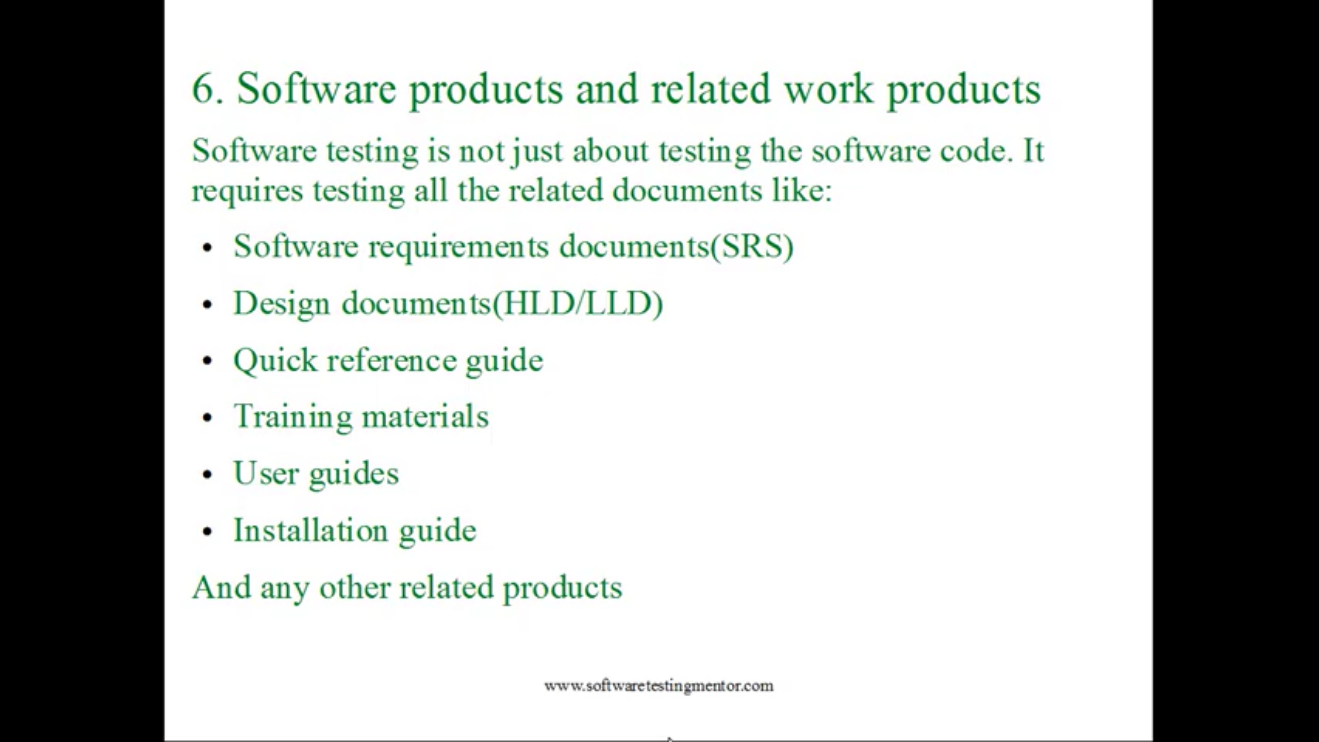 6. Software products and related work products
Software testing is not just about testing the software code. It
requires testing all the related documents like:
• Software requirements documents(SRS)
• Design documents(HLD/LLD)
• Quick reference guide
• Training materials
• User guides
• Installation guide
And any other related products
www.softwaretestingmentor.com